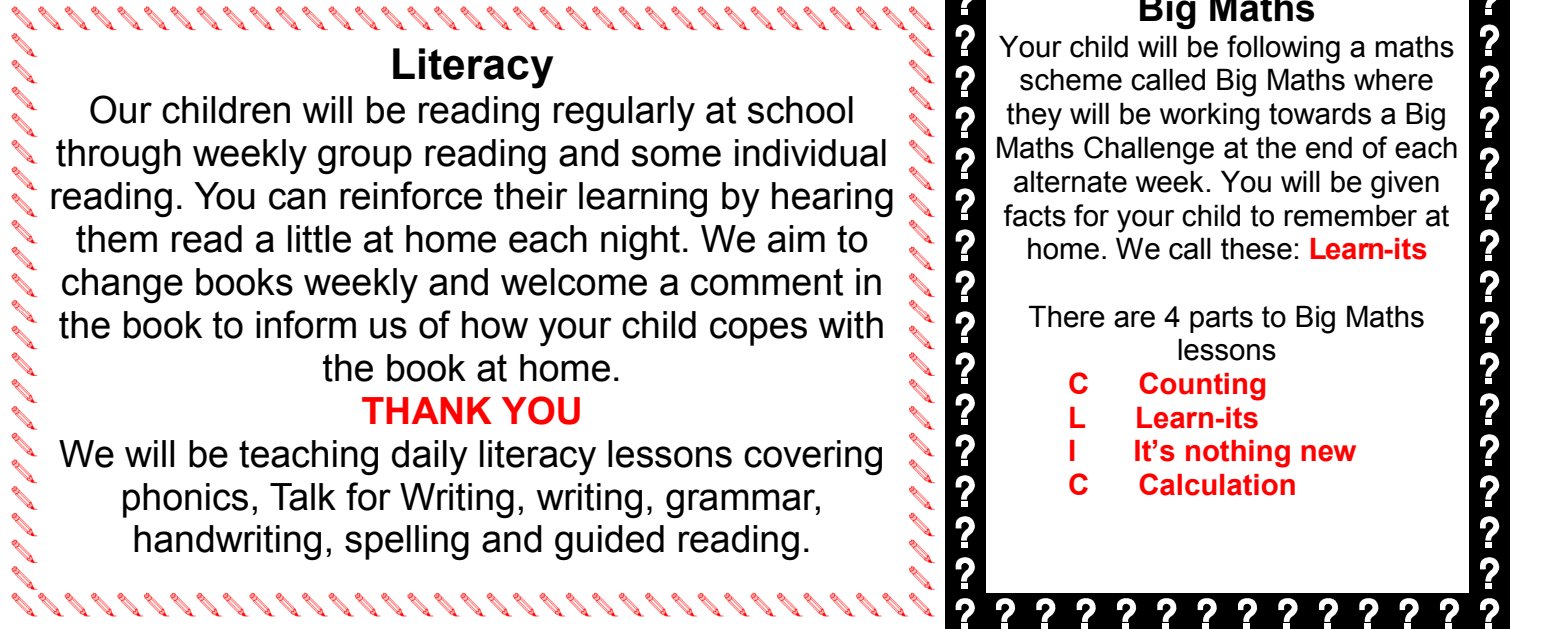 Literacy
Our children will be reading regularly at school
through weekly group reading and some individual
reading. You can reinforce their learning by hearing
them read a little at home each night. We aim to
change books weekly and welcome a comment in
the book to inform us of how your child copes with
the book at home.
THANK YOU
We will be teaching daily literacy lessons covering
phonics, Talk for Writing, writing, grammar,
handwriting, spelling and guided reading.
Big Maths
Your child will be following a maths
scheme called Big Maths where
they will be working towards a Big
Maths Challenge at the end of each
alternate week. You will be given
facts for your child to remember at
home. We call these: Learn-its
There are 4 parts to Big Maths
lessons
C Counting
L Learn-its
I It's nothing new
C Calculation